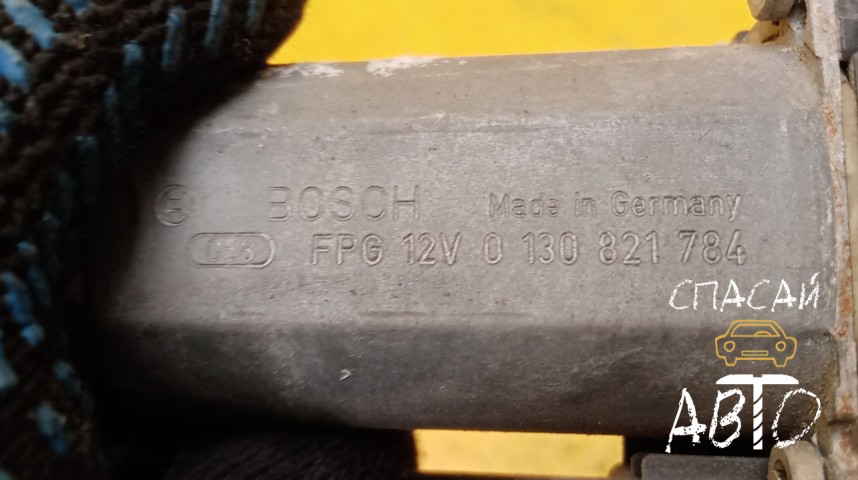 BOSCH Made in Germany
FPG 12V 0 130 821 784
СПАСАЙ
АВТО